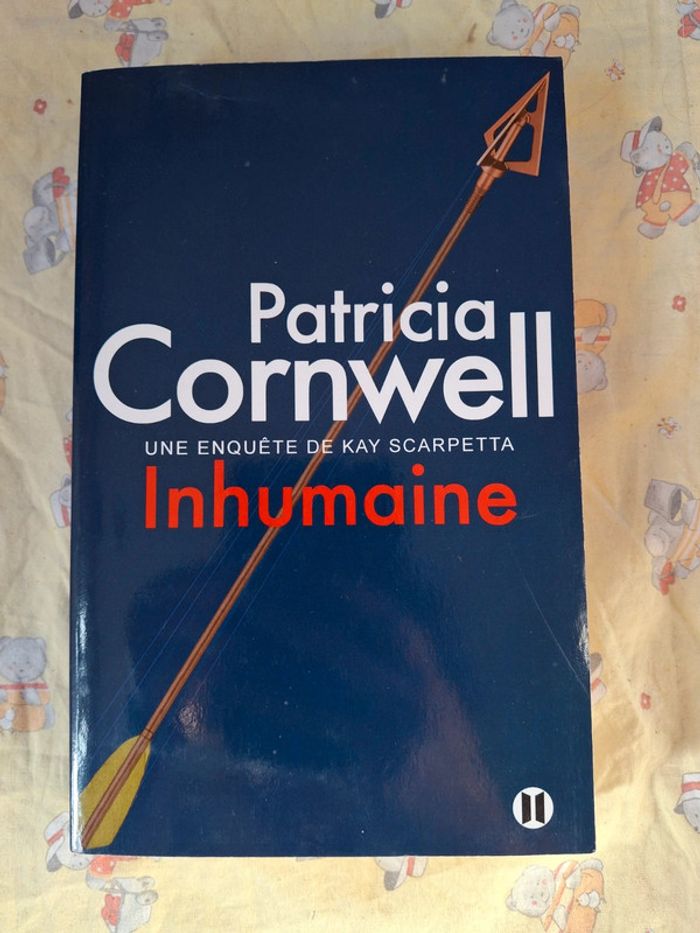 Patricia
Cornwell
UNE ENQUÊTE DE KAY SCARPETTA
Inhumaine